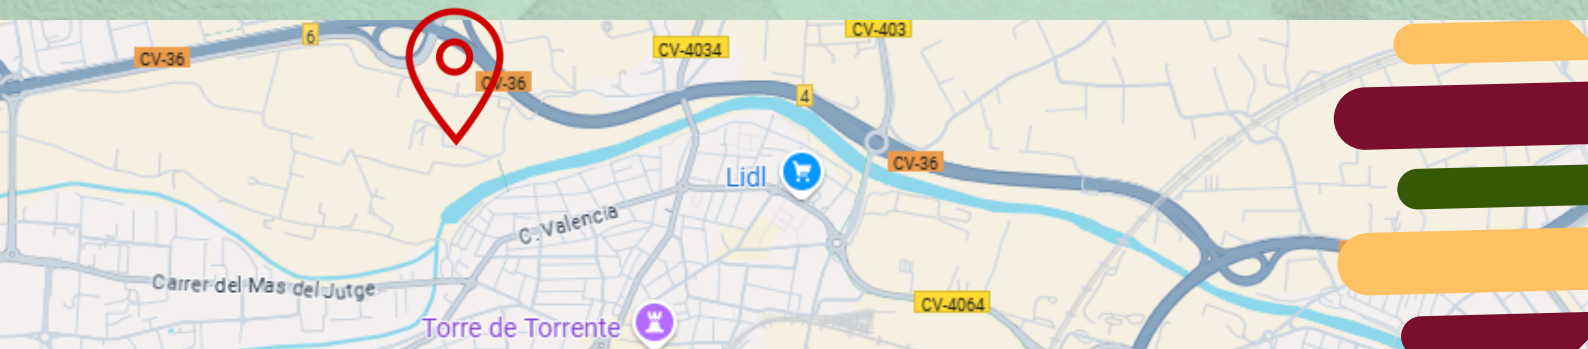 CV-403
6
CV-4034
CV-36
CV-36
4
CV-36
Lidl
C. Valencia
Carrer del Mas del Jutge
CV-4064
Torre de Torrente